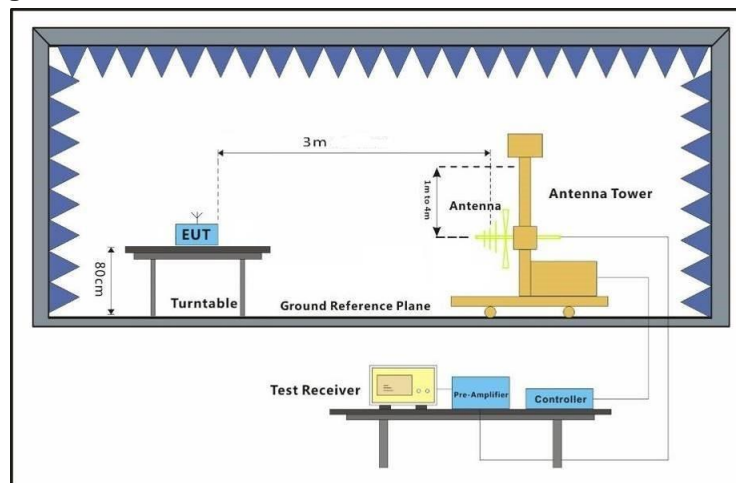 3m
1m to 4m
Antenna
Antenna Tower
EUT
80cm
Turntable
Ground Reference Plane
Test Receiver
Pre-Amplifier
Controller